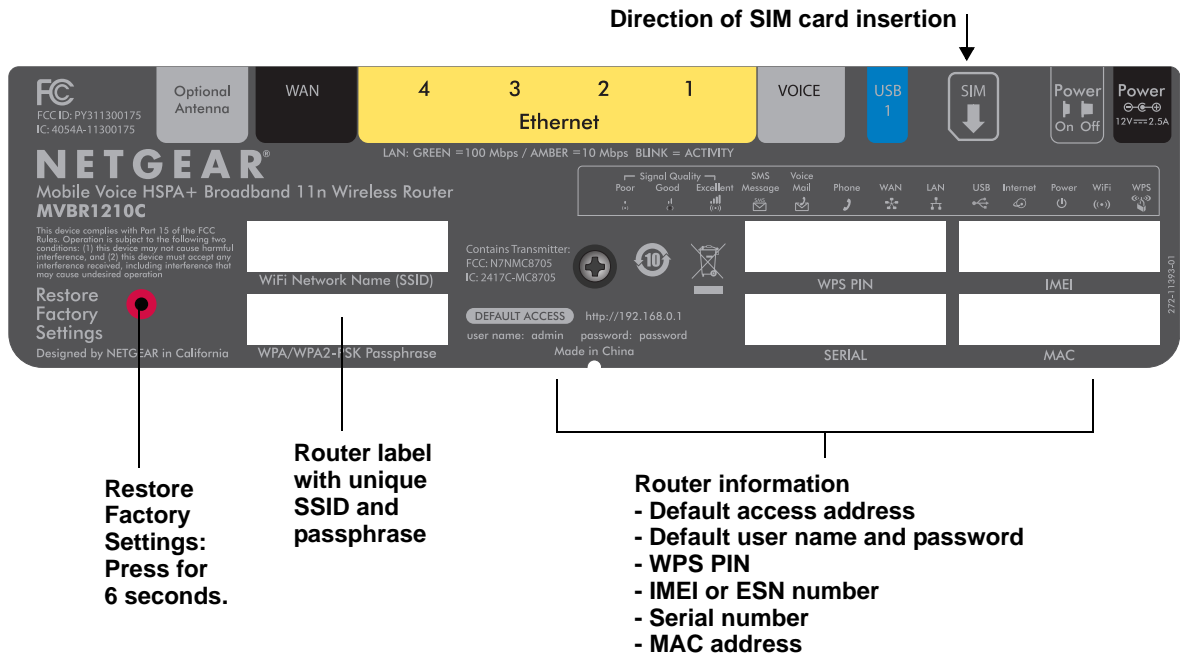 Direction of SIM card insertion
FC
FCC ID: PY311300175
IC: 4054A-11300175
Optional
Antenna
WAN
4 3 2 1
Ethernet
VOICE
USB
1
SIM
Power
On Off
Power
12V 2.5A
LAN: GREEN =100 Mbps / AMBER =10 Mbps BLINK = ACTIVITY
NETGEAR®
Mobile Voice HSPA+ Broadband 11n Wireless Router
MVBR1210C
Signal Quality
Poor Good Excellent
SMS
Message
Voice
Mail
Phone WAN LAN USB Internet Power WiFi WPS
This device complies with Part 15 of the FCC
Rules. Operation is subject to the following two
conditions: (1) this device may not cause harmful
interference, and (2) this device must accept any
interference received, including interference that
may cause undesired operation
WiFi Network Name (SSID)
Contains Transmitter:
FCC: N7NMC8705
IC: 2417C-MC8705
10
WPS PIN
IMEI
272-11393-01
Restore
Factory
Settings
Designed by NETGEAR in California
WPA/WPA2-PSK Passphrase
DEFAULT ACCESS http://192.168.0.1
user name: admin password: password
Made in China
SERIAL
MAC
Restore
Factory
Settings:
Press for
6 seconds.
Router label
with unique
SSID and
passphrase
Router information
- Default access address
- Default user name and password
- WPS PIN
- IMEI or ESN number
- Serial number
- MAC address